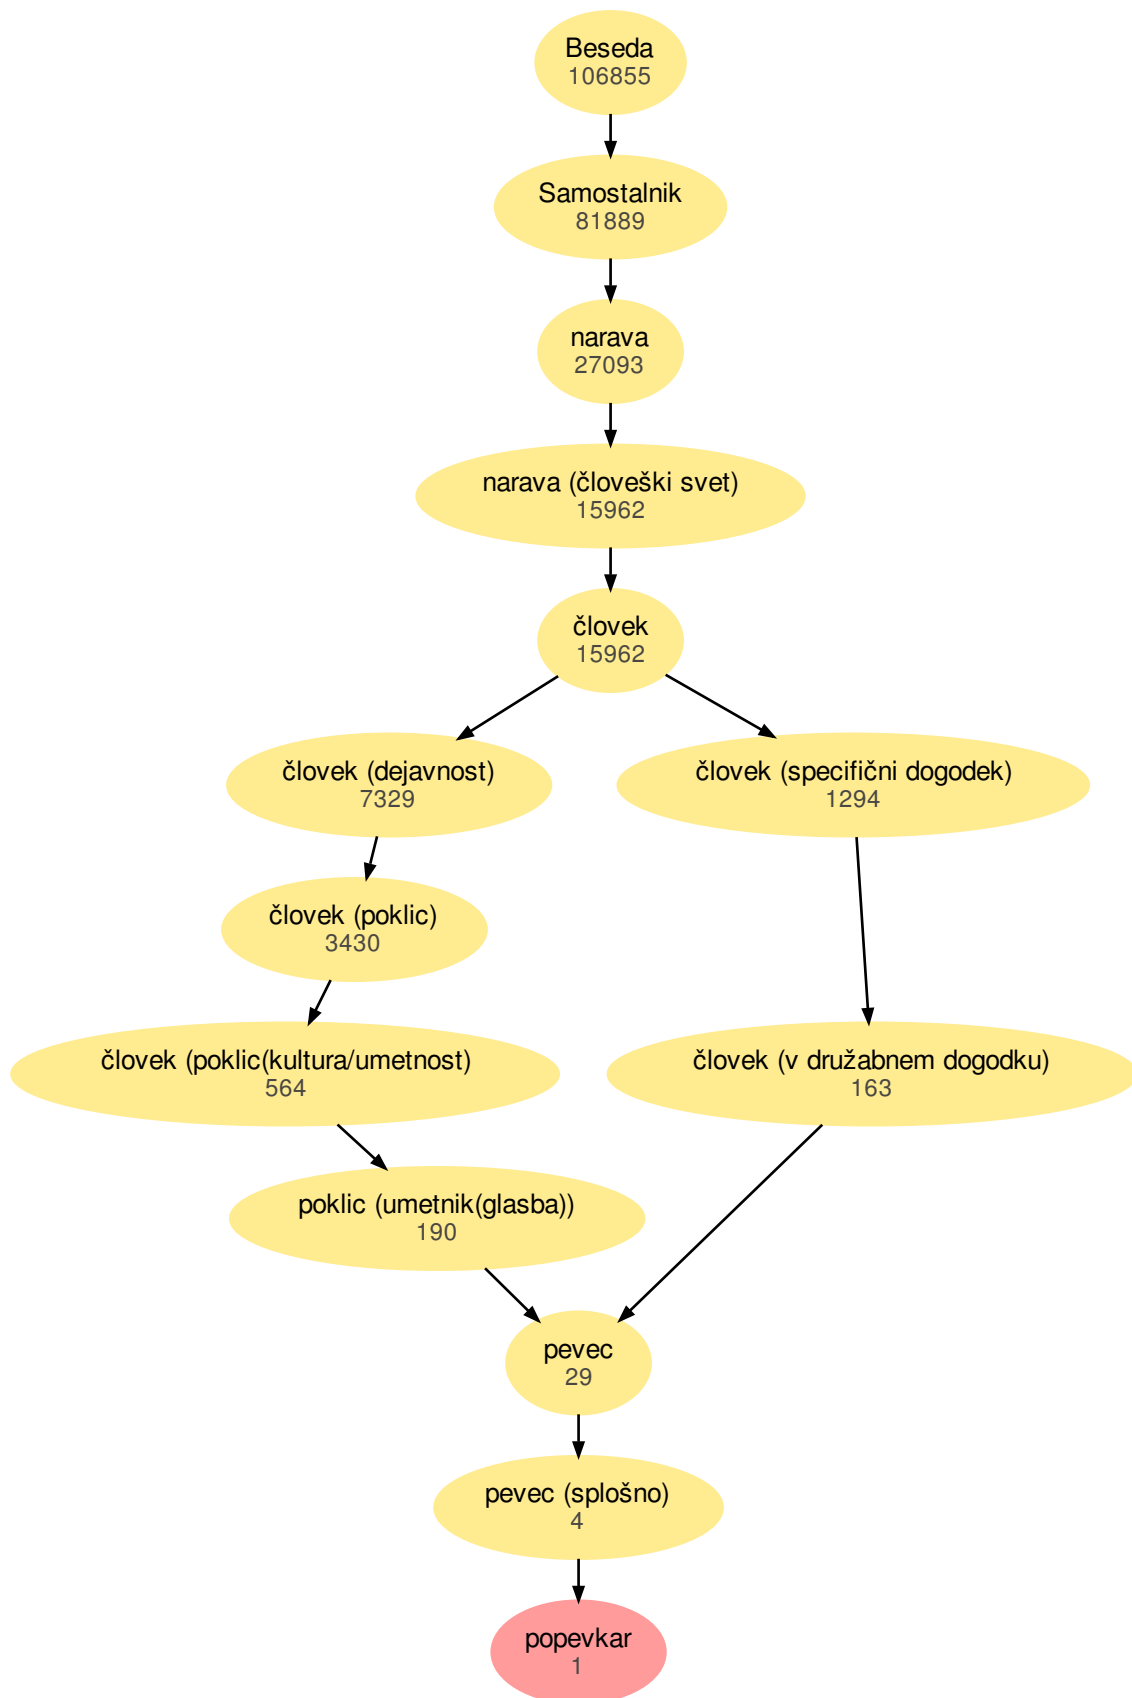 Beseda
106855
Samostalnik
81889
narava
27093
narava (človeški svet)
15962
človek
15962
človek (dejavnost)
7329
človek (specifični dogodek)
1294
človek (poklic)
3430
človek (poklic(kultura/umetnost)
564
človek (v družabnem dogodku)
163
poklic (umetnik(glasba))
190
pevec
29
pevec (splošno)
4
popevkar
1